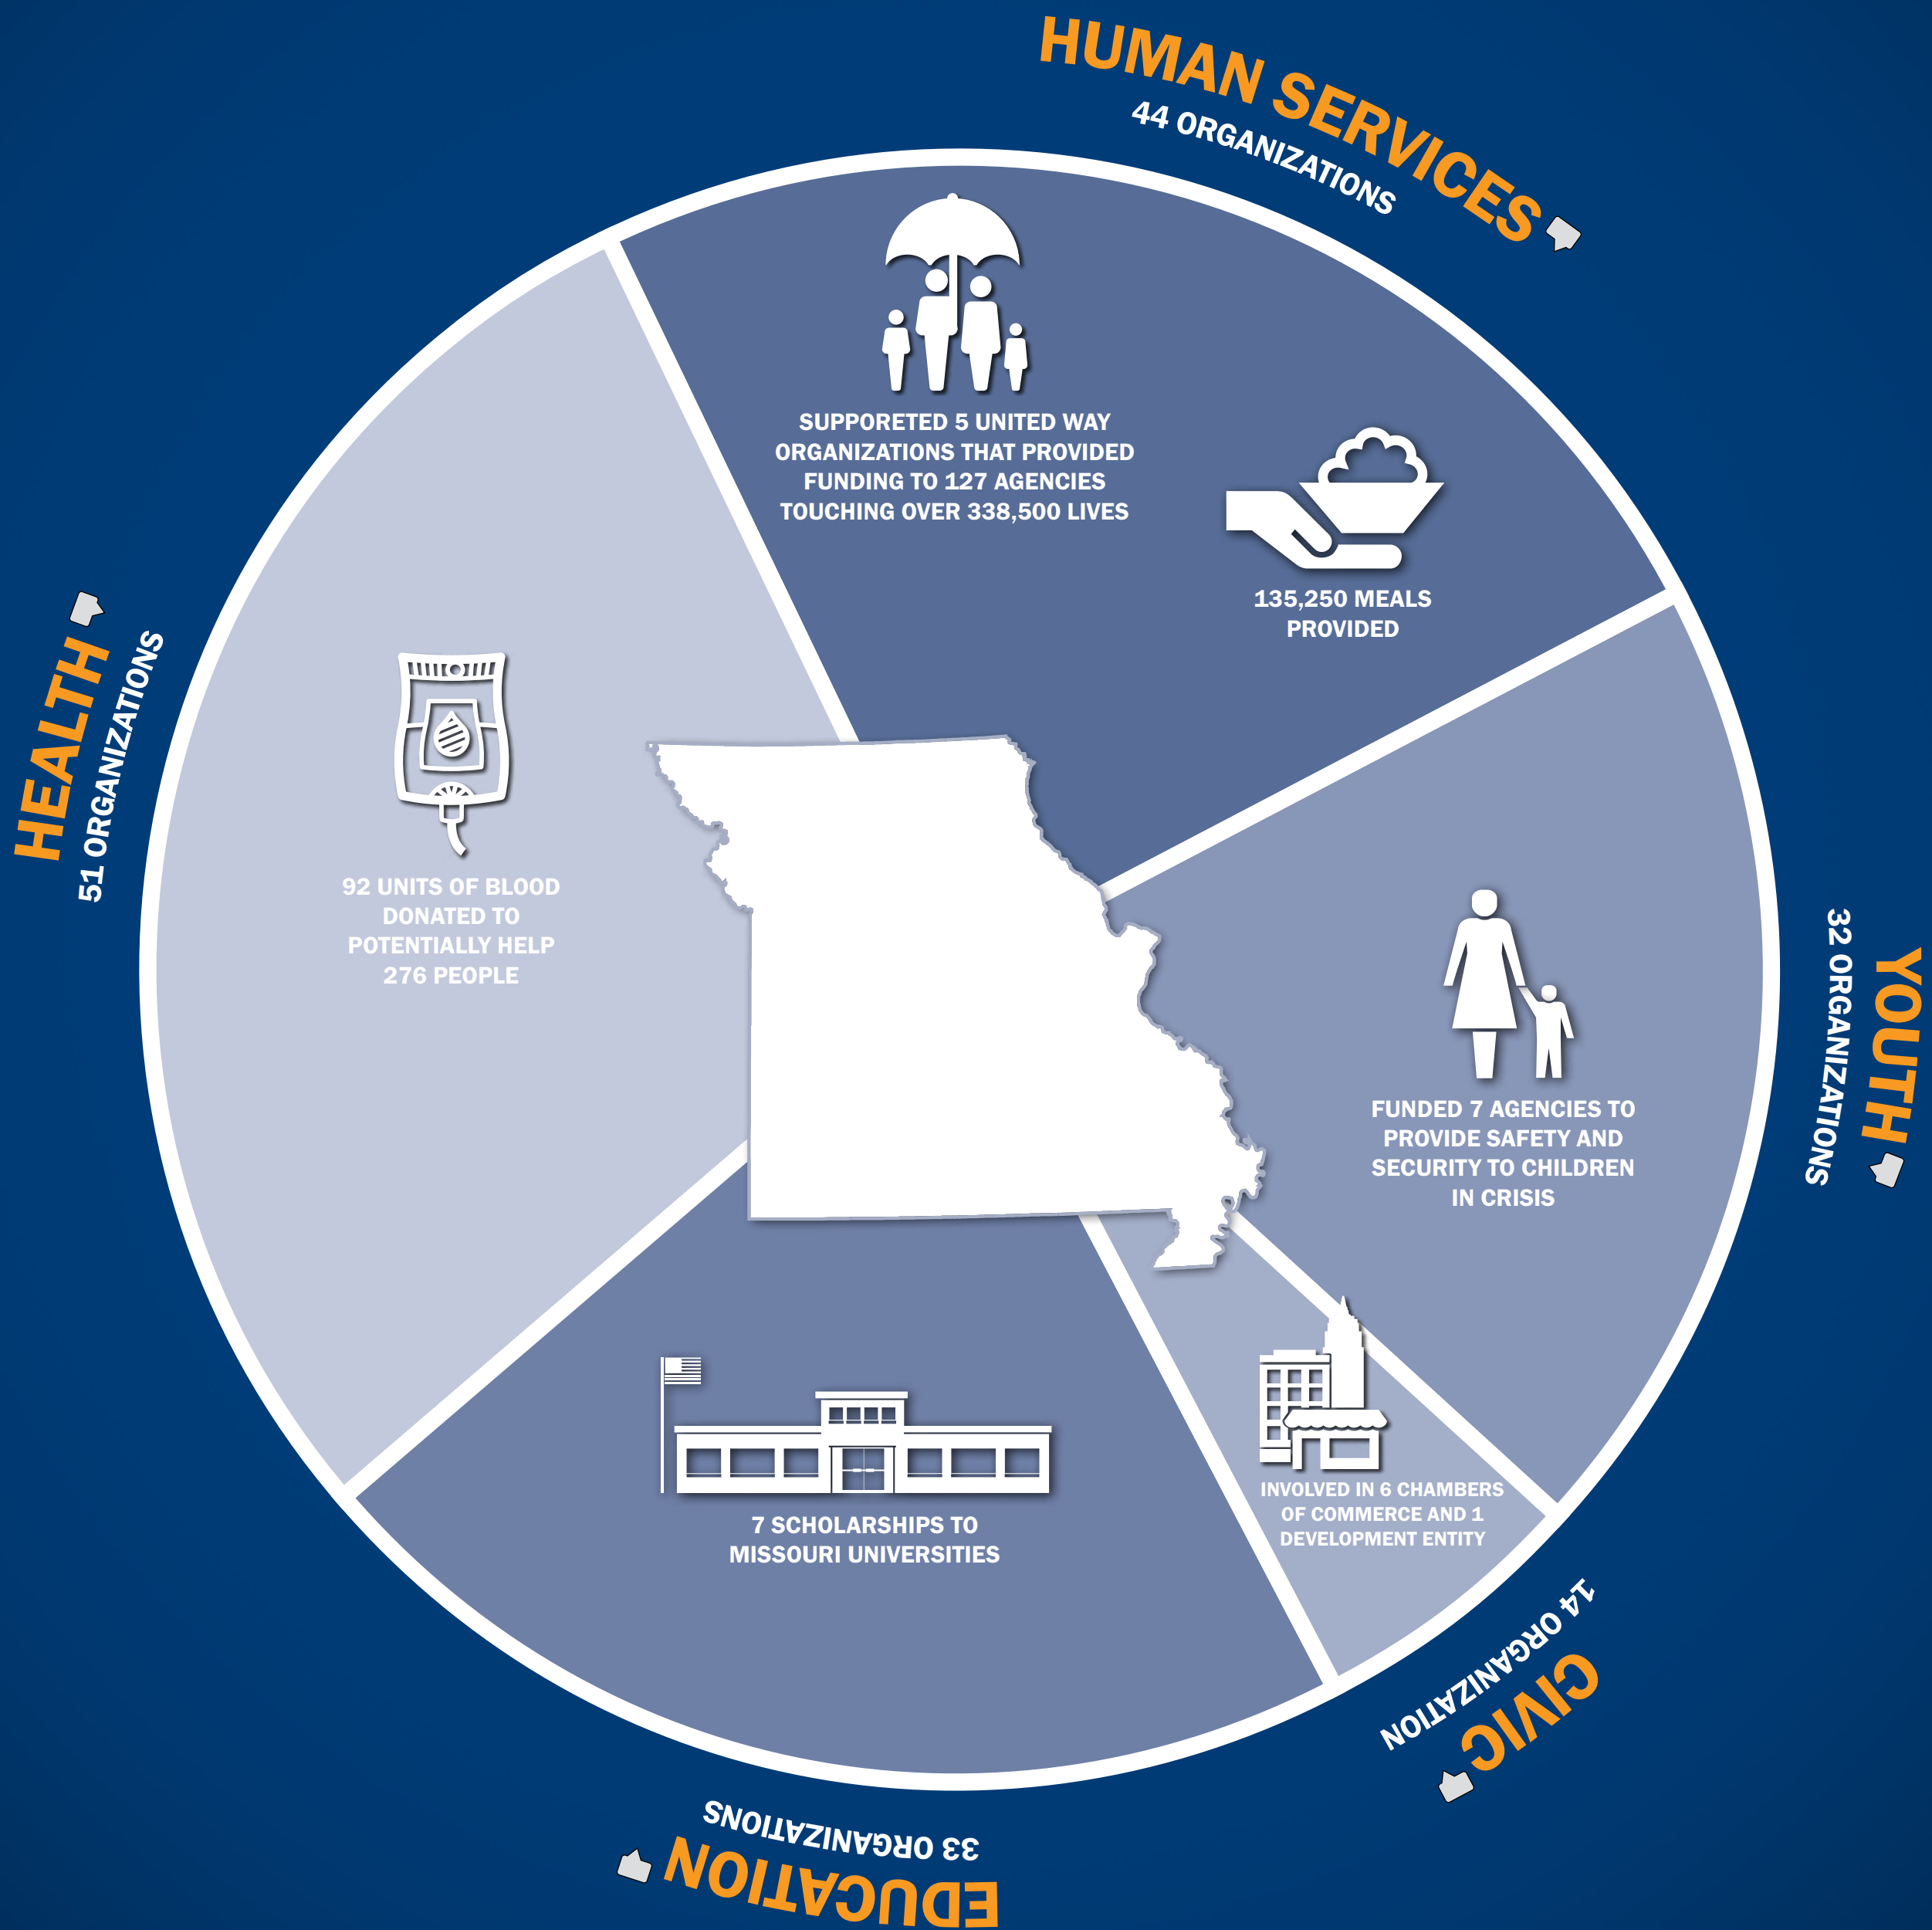 HUMAN SERVICES
44 ORGANIZATIONS
SUPPORETED 5 UNITED WAY
ORGANIZATIONS THAT PROVIDED
FUNDING TO 127 AGENCIES
TOUCHING OVER 338,500 LIVES
135,250 MEALS
PROVIDED
YOUTH
32 ORGANIZATIONS
FUNDED 7 AGENCIES TO
PROVIDE SAFETY AND
SECURITY TO CHILDREN
IN CRISIS
CIVIC
14 ORGANIZATION
INVOLVED IN 6 CHAMBERS
OF COMMERCE AND 1
DEVELOPMENT ENTITY
EDUCATION
33 ORGANIZATIONS
7 SCHOLARSHIPS TO
MISSOURI UNIVERSITIES
HEALTH
51 ORGANIZATIONS
92 UNITS OF BLOOD
DONATED TO
POTENTIALLY HELP
276 PEOPLE